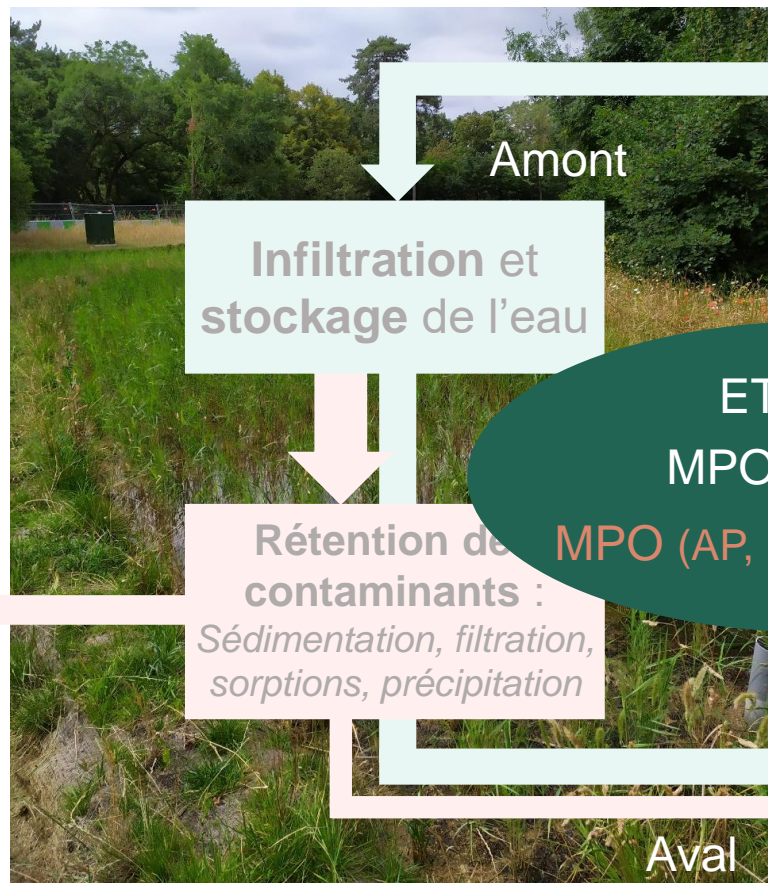 Amont
Infiltration et
stockage de l'eau
ET
MPO
MPO (AP,
Rétention de
contaminants :
Sédimentation, filtration,
sorptions, précipitation
Aval